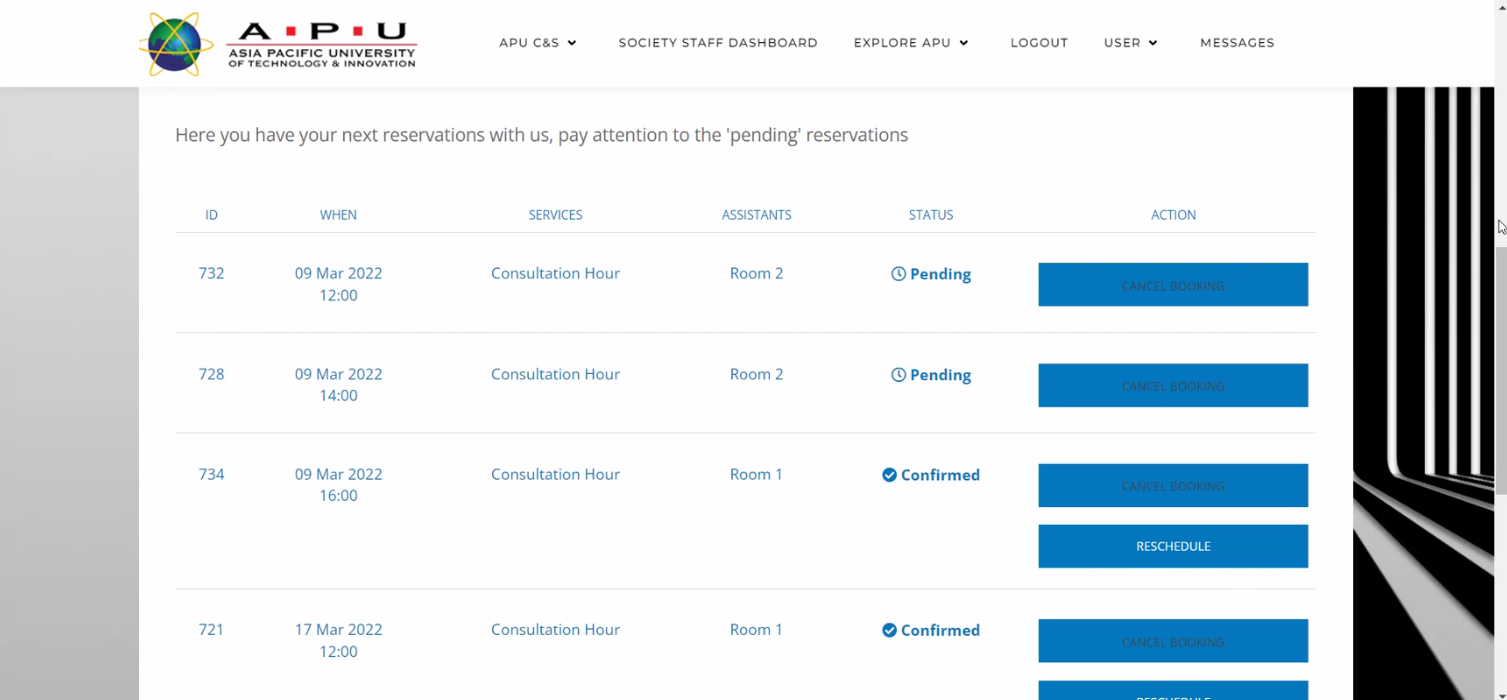 A P U
ASIA PACIFIC UNIVERSITY
OF TECHNOLOGY & INNOVATION
APU C&S SOCIETY STAFF DASHBOARD EXPLORE APU LOGOUT USER MESSAGES
Here you have your next reservations with us, pay attention to the 'pending' reservations
ID WHEN SERVICES ASSISTANTS STATUS ACTION
732 09 Mar 2022 Consultation Hour Room 2 Pending CANCEL BOOKING
12:00
728 09 Mar 2022 Consultation Hour Room 2 Pending CANCEL BOOKING
14:00
734 09 Mar 2022 Consultation Hour Room 1 Confirmed CANCEL BOOKING
16:00
RESCHEDULE
721 17 Mar 2022 Consultation Hour Room 1 Confirmed CANCEL BOOKING
12:00
RESCHEDULE